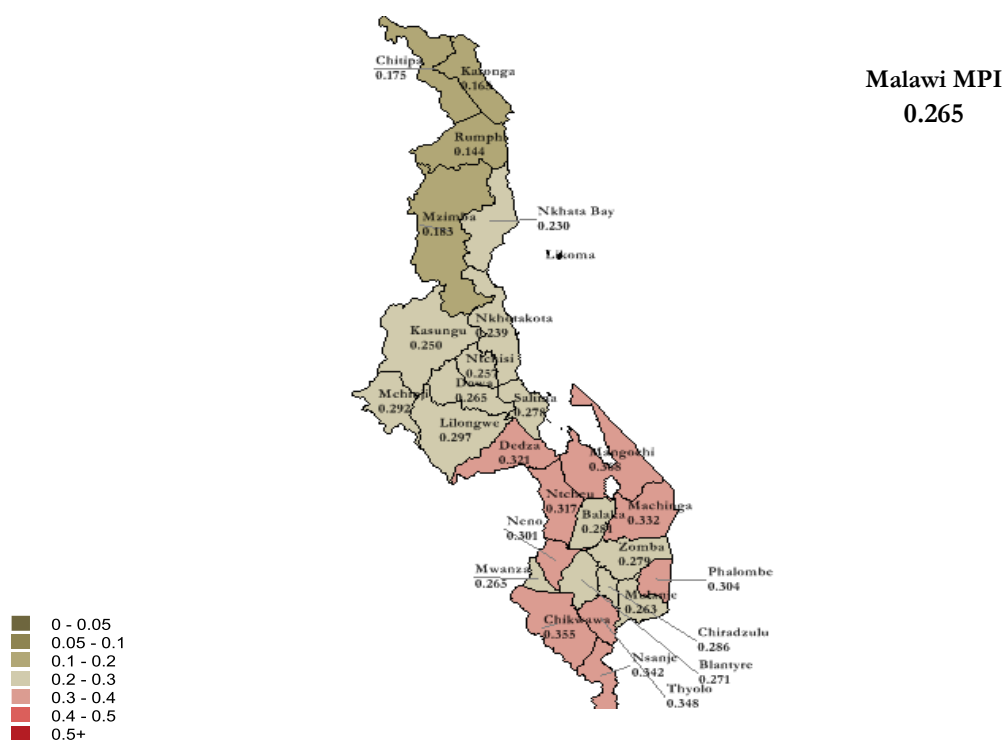 Malawi MPI
0.265
Chitipa
0.175
Karonga
0.165
Rumphi
0.144
Mzimba
0.183
Nkhata Bay
0.230
Likoma
Nkhotakota
0.239
Kasungu
0.250
Ntchisi
0.257
Dowa
0.265
Mchinji
0.292
Salima
0.278
Lilongwe
0.297
Dedza
0.321
Mangochi
Ntcheu
0.317
Machinga
0.332
Balaka
0.281
Neno
0.301
Zomba
0.279
Mwanza
0.265
Phalombe
0.304
Mulanje
0.263
Chikwawa
0.355
Chiradzulu
0.286
Nsanje
0.342
Blantyre
0.271
Thyolo
0.348
0 - 0.05
0.05 - 0.1
0.1 - 0.2
0.2 - 0.3
0.3 - 0.4
0.4 - 0.5
0.5+